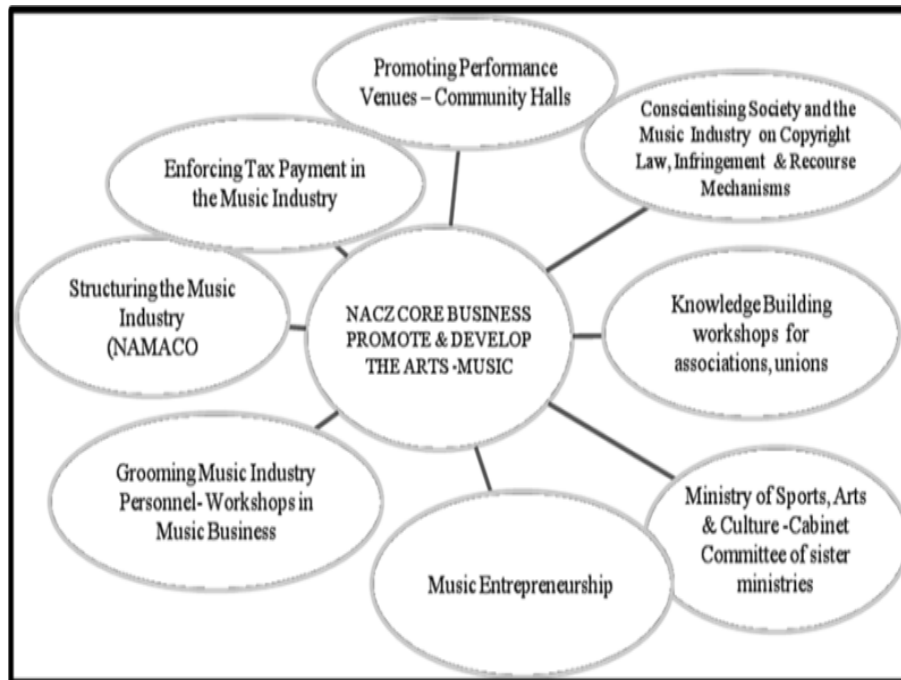 Promoting Performance
Venues – Community Halls
Conscientising Society and the
Music Industry on Copyright
Law, Infringement & Recourse
Mechanisms
Enforcing Tax Payment in
the Music Industry
Structuring the Music
Industry
(NAMACO
NACZ CORE BUSINESS
PROMOTE & DEVELOP
THE ARTS -MUSIC
Knowledge Building
workshops for
associations, unions
Grooming Music Industry
Personnel- Workshops in
Music Business
Music Entrepreneurship
Ministry of Sports, Arts
& Culture -Cabinet
Committee of sister
ministries